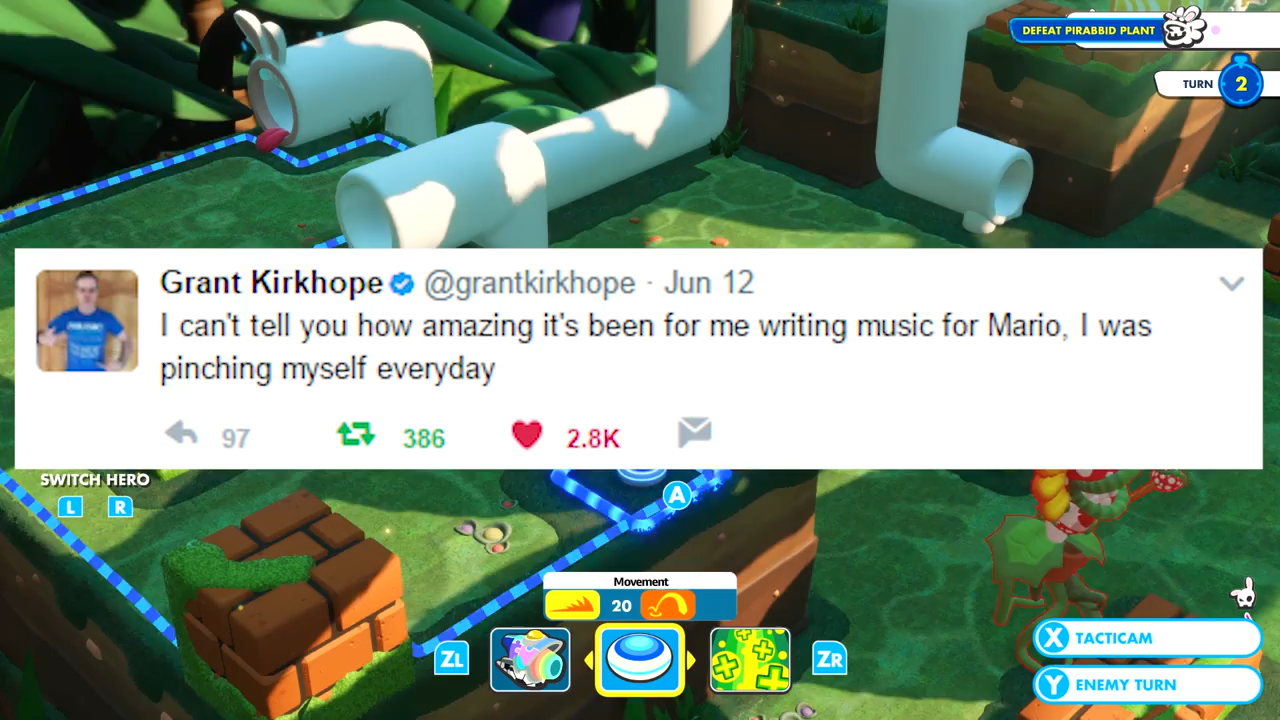 DEFEAT PIRABBID PLANT
TURN 2
Grant Kirkhope @grantkirkhope · Jun 12
I can't tell you how amazing it's been for me writing music for Mario, I was
pinching myself everyday
97 386 2.8K
SWITCH HERO
L R
A
Movement
20
ZL ZR
X TACTICAM
Y ENEMY TURN